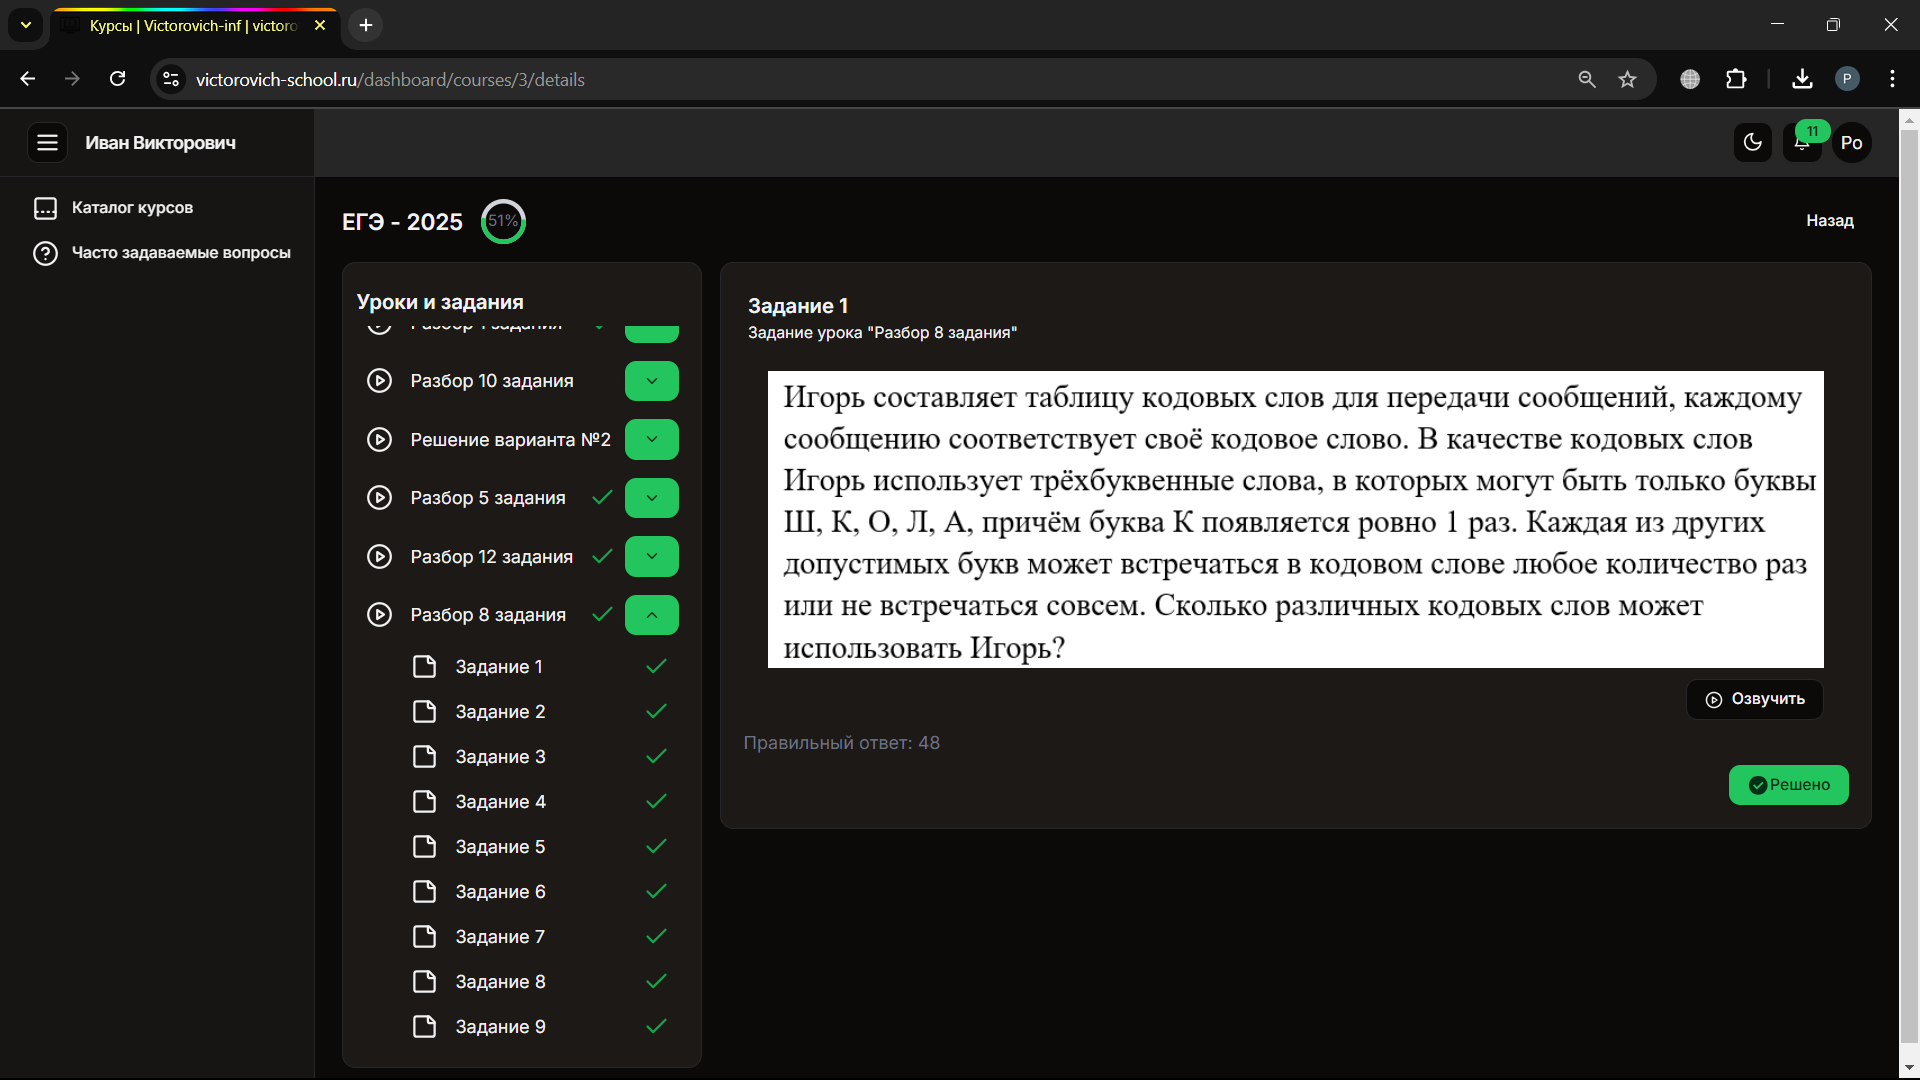 Курсы | Victorovich-inf | victoro
victorovich-school.ru/dashboard/courses/3/details
P
Иван Викторович
11
Po
Каталог курсов
Часто задаваемые вопросы
ЕГЭ - 2025
51%
Назад
Уроки и задания
Разбор 10 задания
Решение варианта №2
Разбор 5 задания
Разбор 12 задания
Разбор 8 задания
Задание 1
Задание 2
Задание 3
Задание 4
Задание 5
Задание 6
Задание 7
Задание 8
Задание 9
Задание 1
Задание урока "Разбор 8 задания"
Игорь составляет таблицу кодовых слов для передачи сообщений, каждому
сообщению соответствует своё кодовое слово. В качестве кодовых слов
Игорь использует трёхбуквенные слова, в которых могут быть только буквы
Ш, К, О, Л, А, причём буква К появляется ровно 1 раз. Каждая из других
допустимых букв может встречаться в кодовом слове любое количество раз
или не встречаться совсем. Сколько различных кодовых слов может
использовать Игорь?
Озвучить
Правильный ответ: 48
Решено